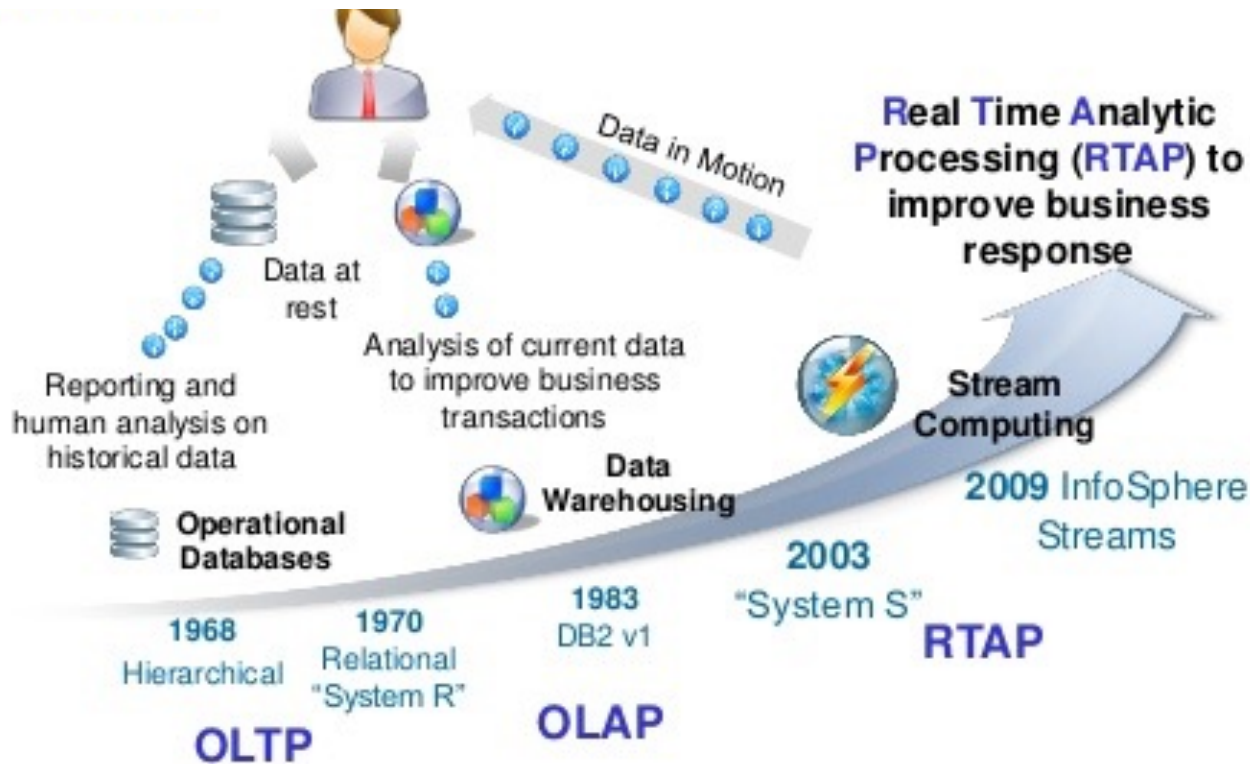 Data in Motion
Real Time Analytic
Processing (RTAP) to
improve business
response
Data at
rest
Reporting and
human analysis on
historical data
Analysis of current data
to improve business
transactions
Operational
Databases
Data
Warehousing
Stream
Computing
1968
Hierarchical
1970
Relational
“System R”
1983
DB2 v1
2003
“System S”
2009 InfoSphere
Streams
OLTP
OLAP
RTAP